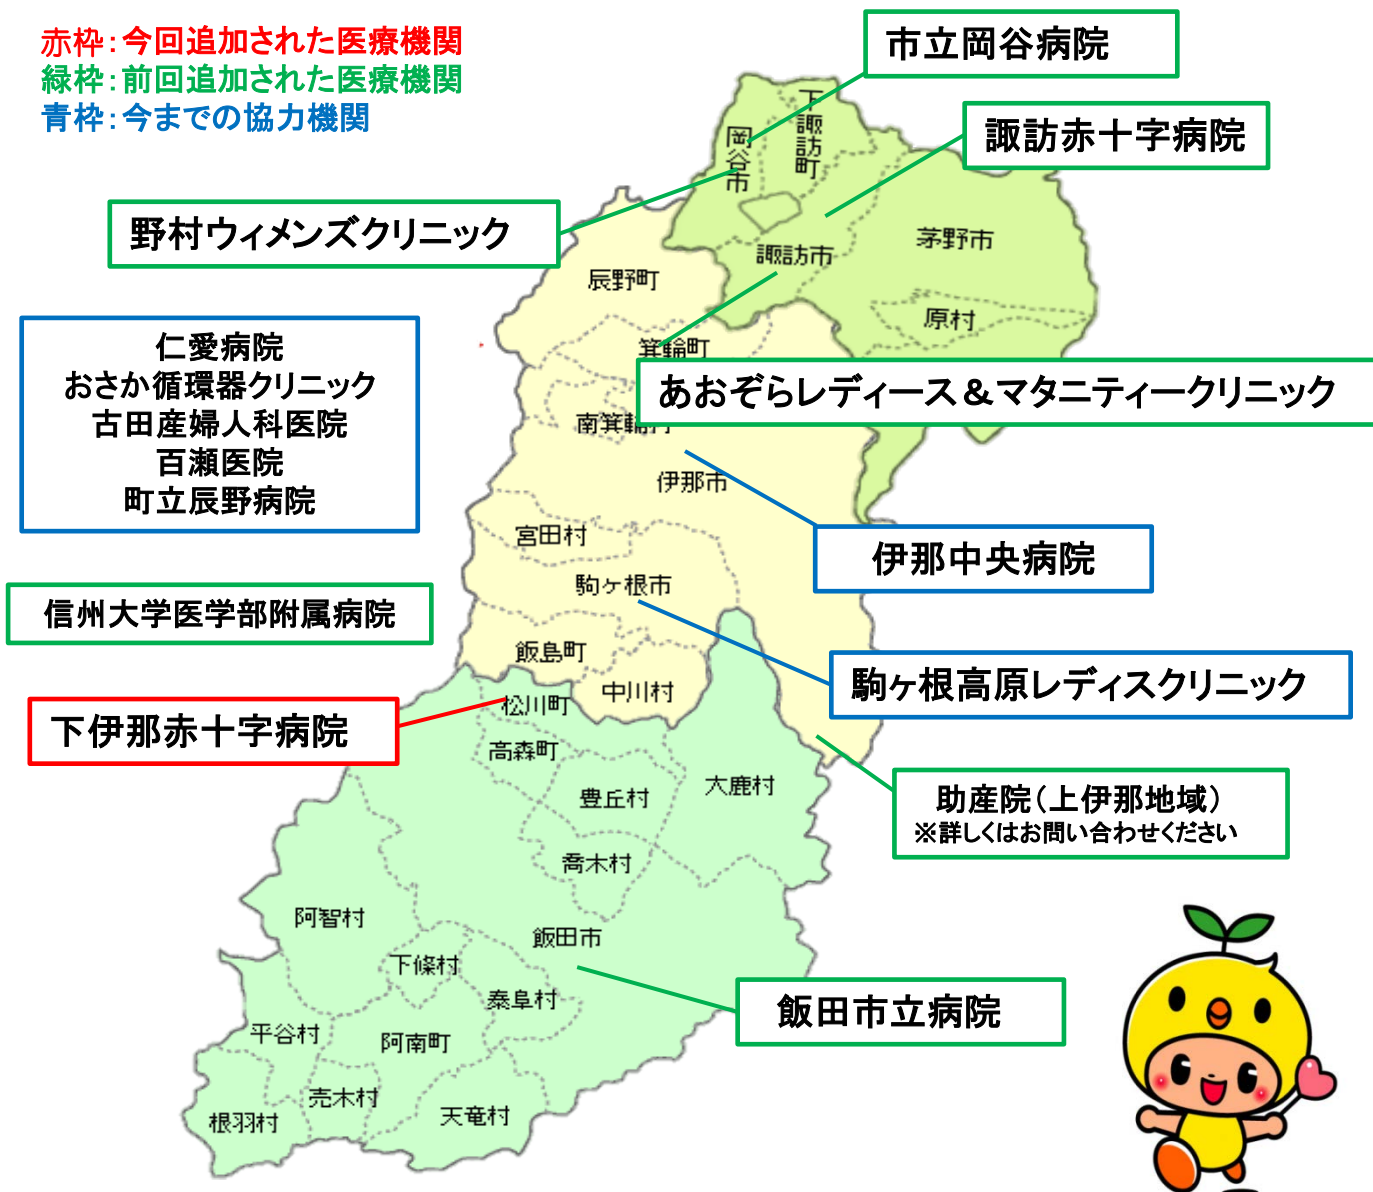 赤枠：今回追加された医療機関
緑枠：前回追加された医療機関
青枠：今までの協力機関
市立岡谷病院
諏訪赤十字病院
下諏訪町
岡谷市
野村ウィメンズクリニック
茅野市
諏訪市
辰野町
原村
箕輪町
仁愛病院
おさか循環器クリニック
古田産婦人科医院
百瀬医院
町立辰野病院
あおぞらレディース＆マタニティークリニック
南箕輪村
伊那市
宮田村
伊那中央病院
駒ヶ根市
信州大学医学部附属病院
飯島町
中川村
駒ヶ根高原レディスクリニック
松川町
下伊那赤十字病院
高森町
大鹿村
豊丘村
助産院（上伊那地域）
※詳しくはお問い合わせください
喬木村
阿智村
飯田市
下條村
泰阜村
飯田市立病院
平谷村
阿南町
売木村
天竜村
根羽村